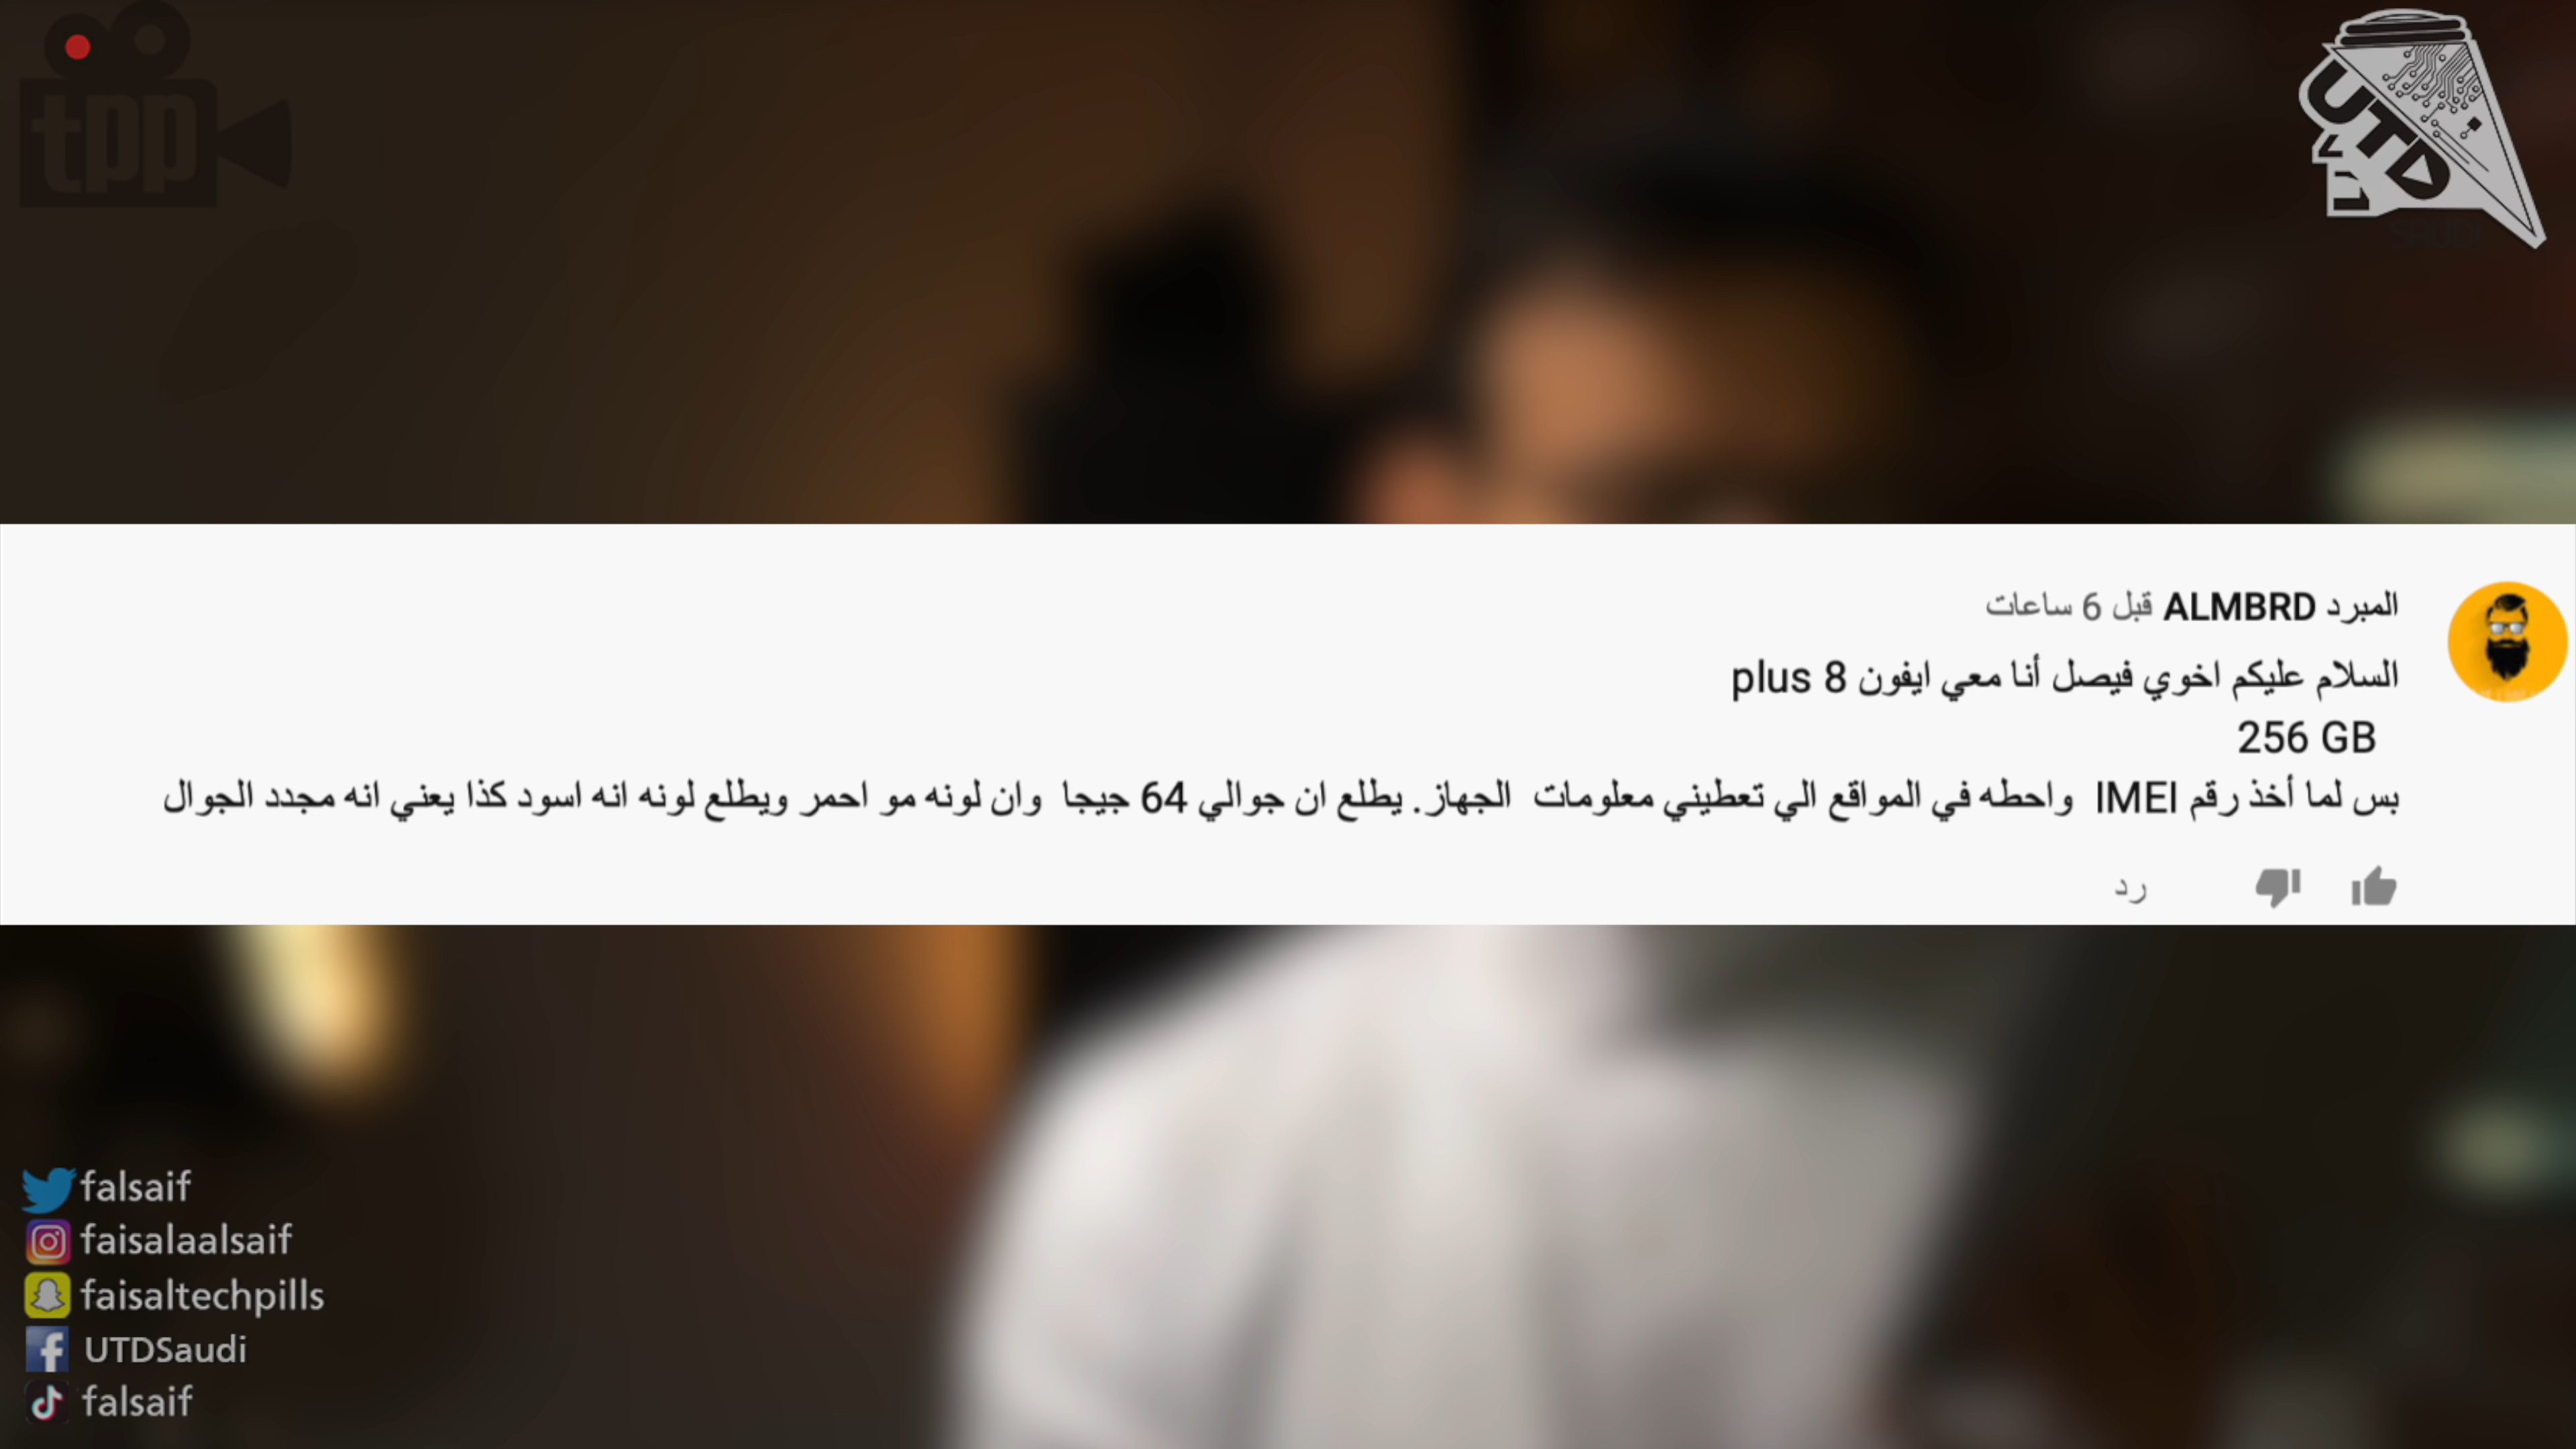 tpp
UTD
المبرد ALMBRD قبل 6 ساعات
السلام عليكم اخوي فيصل أنا معي ايفون 8 plus
256 GB
بس لما أخذ رقم IMEI واحطه في المواقع الي تعطيني معلومات الجهاز. يطلع ان جوالي 64 جيجا وان لونه مو احمر ويطلع لونه انه اسود كذا يعني انه مجدد الجوال
رد
falsaif
faisalaalsaif
faisaltechpills
UTDSaudi
falsaif